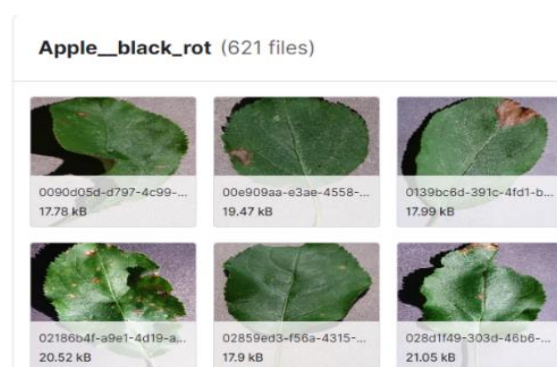 Apple__black_rot (621 files)
0090d05d-d797-4c99-...
17.78 kB
00e909aa-e3ae-4558-...
19.47 kB
0139bc6d-391c-4fd1-b...
17.99 kB
02186b4f-a9e1-4d19-a...
20.52 kB
02859ed3-f56a-4315-...
17.9 kB
028d1f49-303d-46b6-...
21.05 kB